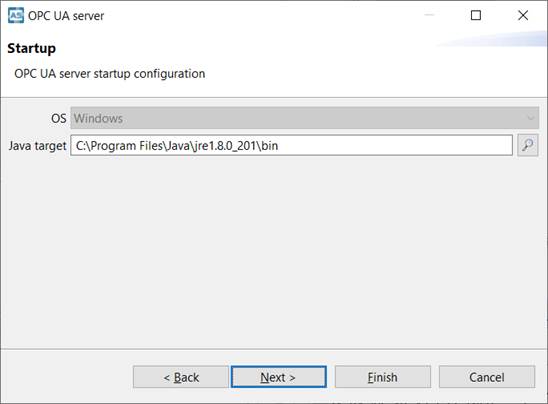 OPC UA server
Startup
OPC UA server startup configuration
OS Windows
Java target C:\Program Files\Java\jre1.8.0_201\bin
< Back Next > Finish Cancel